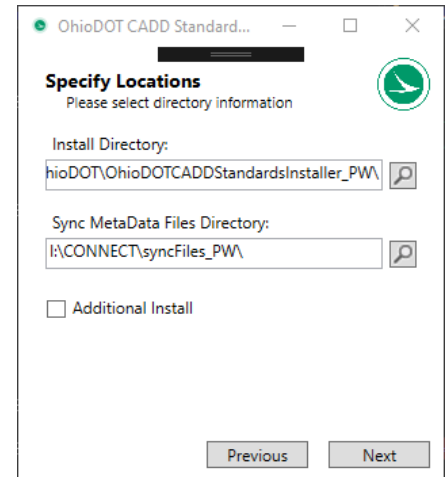 OhioDOT CADD Standard...
Specify Locations
Please select directory information
Install Directory:
hioDOT\OhioDOTCADDStandardsInstaller_PW\
Sync MetaData Files Directory:
I:\CONNECT\syncFiles_PW\
Additional Install
Previous Next